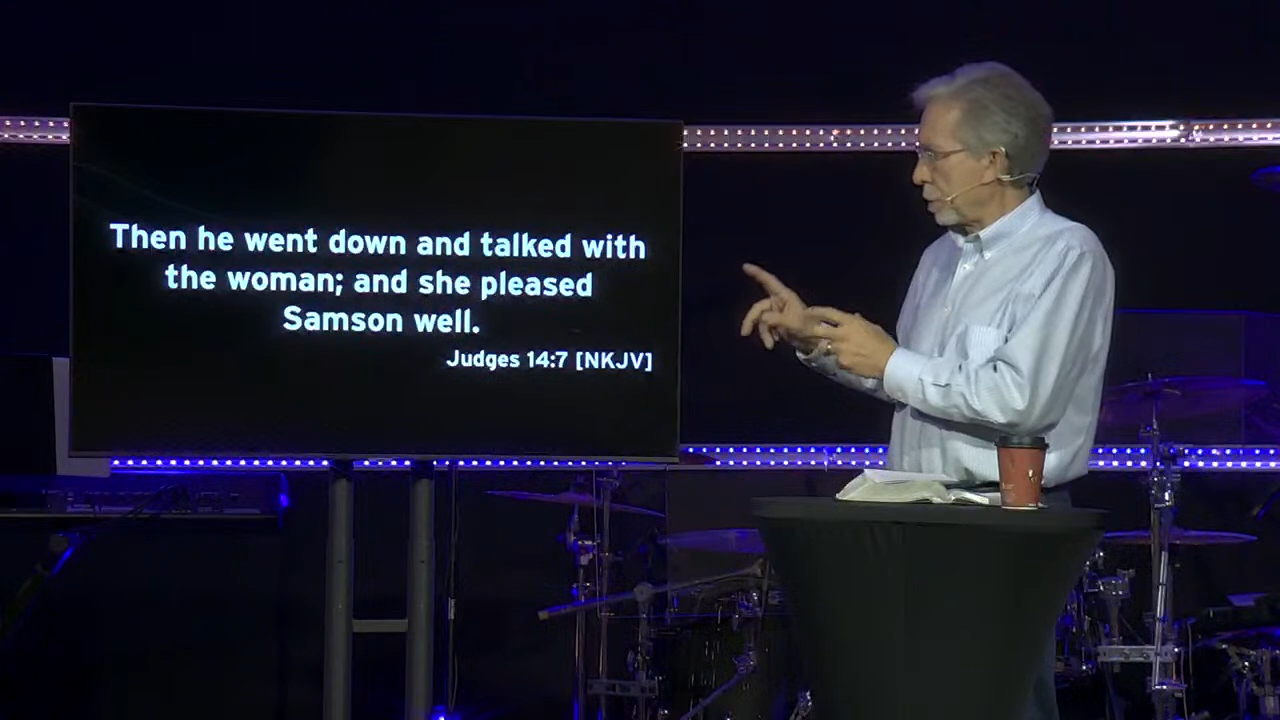 Then he went down and talked with
the woman; and she pleased
Samson well.
Judges 14:7 [NKJV]